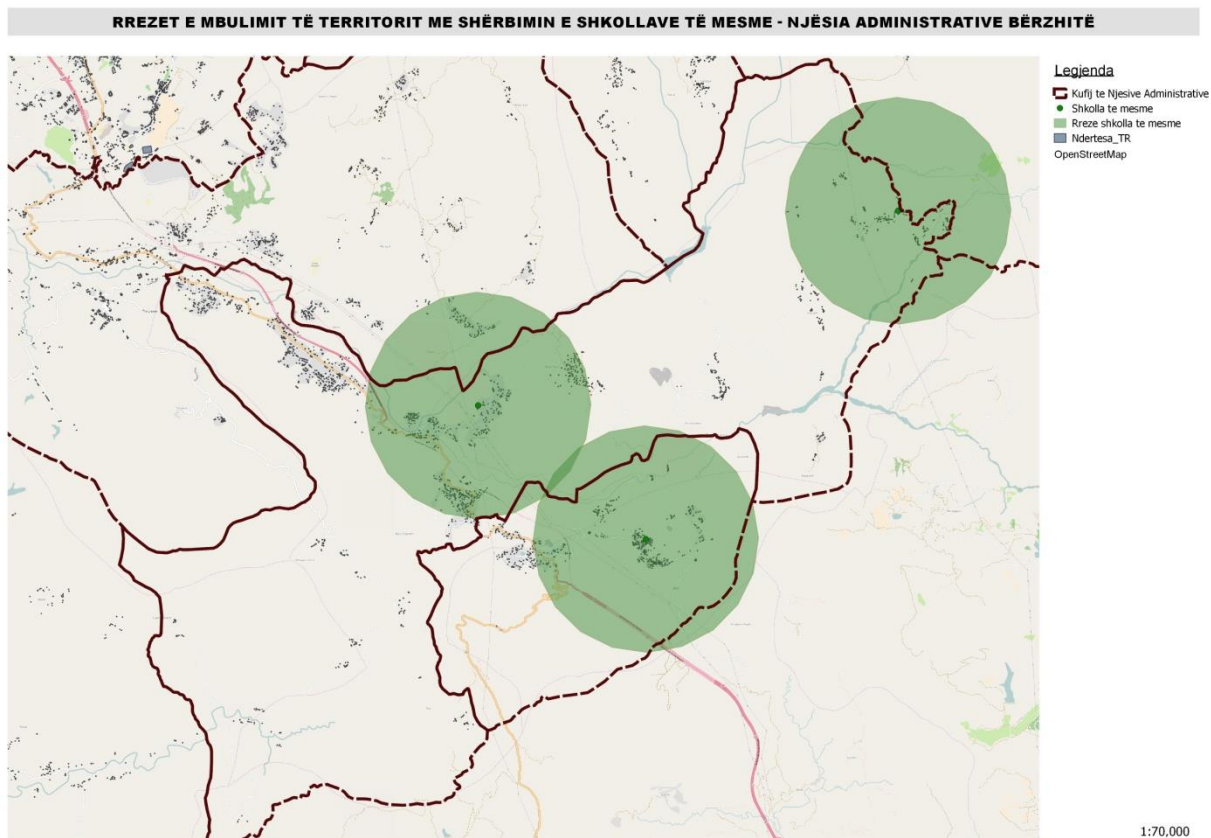 RREZET E MBULIMIT TË TERRITORIT ME SHËRBIMIN E SHKOLLAVE TË MESME - NJËSIA ADMINISTRATIVE BËRZHITË
Legjenda
Kufij te Njesive Administrative
Shkolla te mesme
Rreze shkolla te mesme
Ndertesa_TR
OpenStreetMap
1:70,000